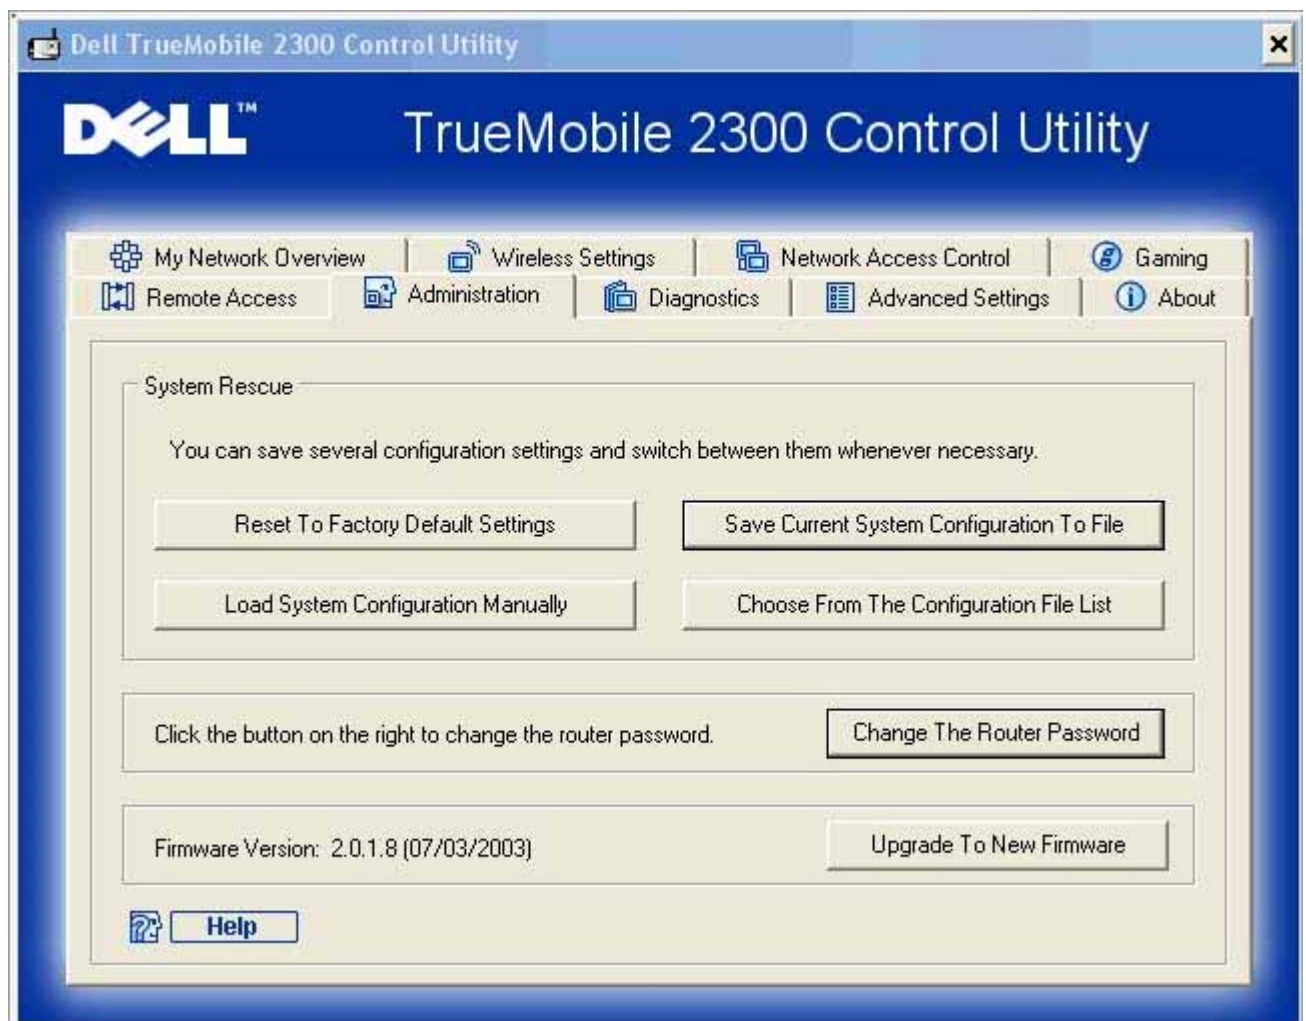 Dell TrueMobile 2300 Control Utility
DELL™ TrueMobile 2300 Control Utility
My Network Overview Wireless Settings Network Access Control Gaming
Remote Access Administration Diagnostics Advanced Settings About
System Rescue
You can save several configuration settings and switch between them whenever necessary.
Reset To Factory Default Settings Save Current System Configuration To File
Load System Configuration Manually Choose From The Configuration File List
Click the button on the right to change the router password. Change The Router Password
Firmware Version: 2.0.1.8 (07/03/2003) Upgrade To New Firmware
Help